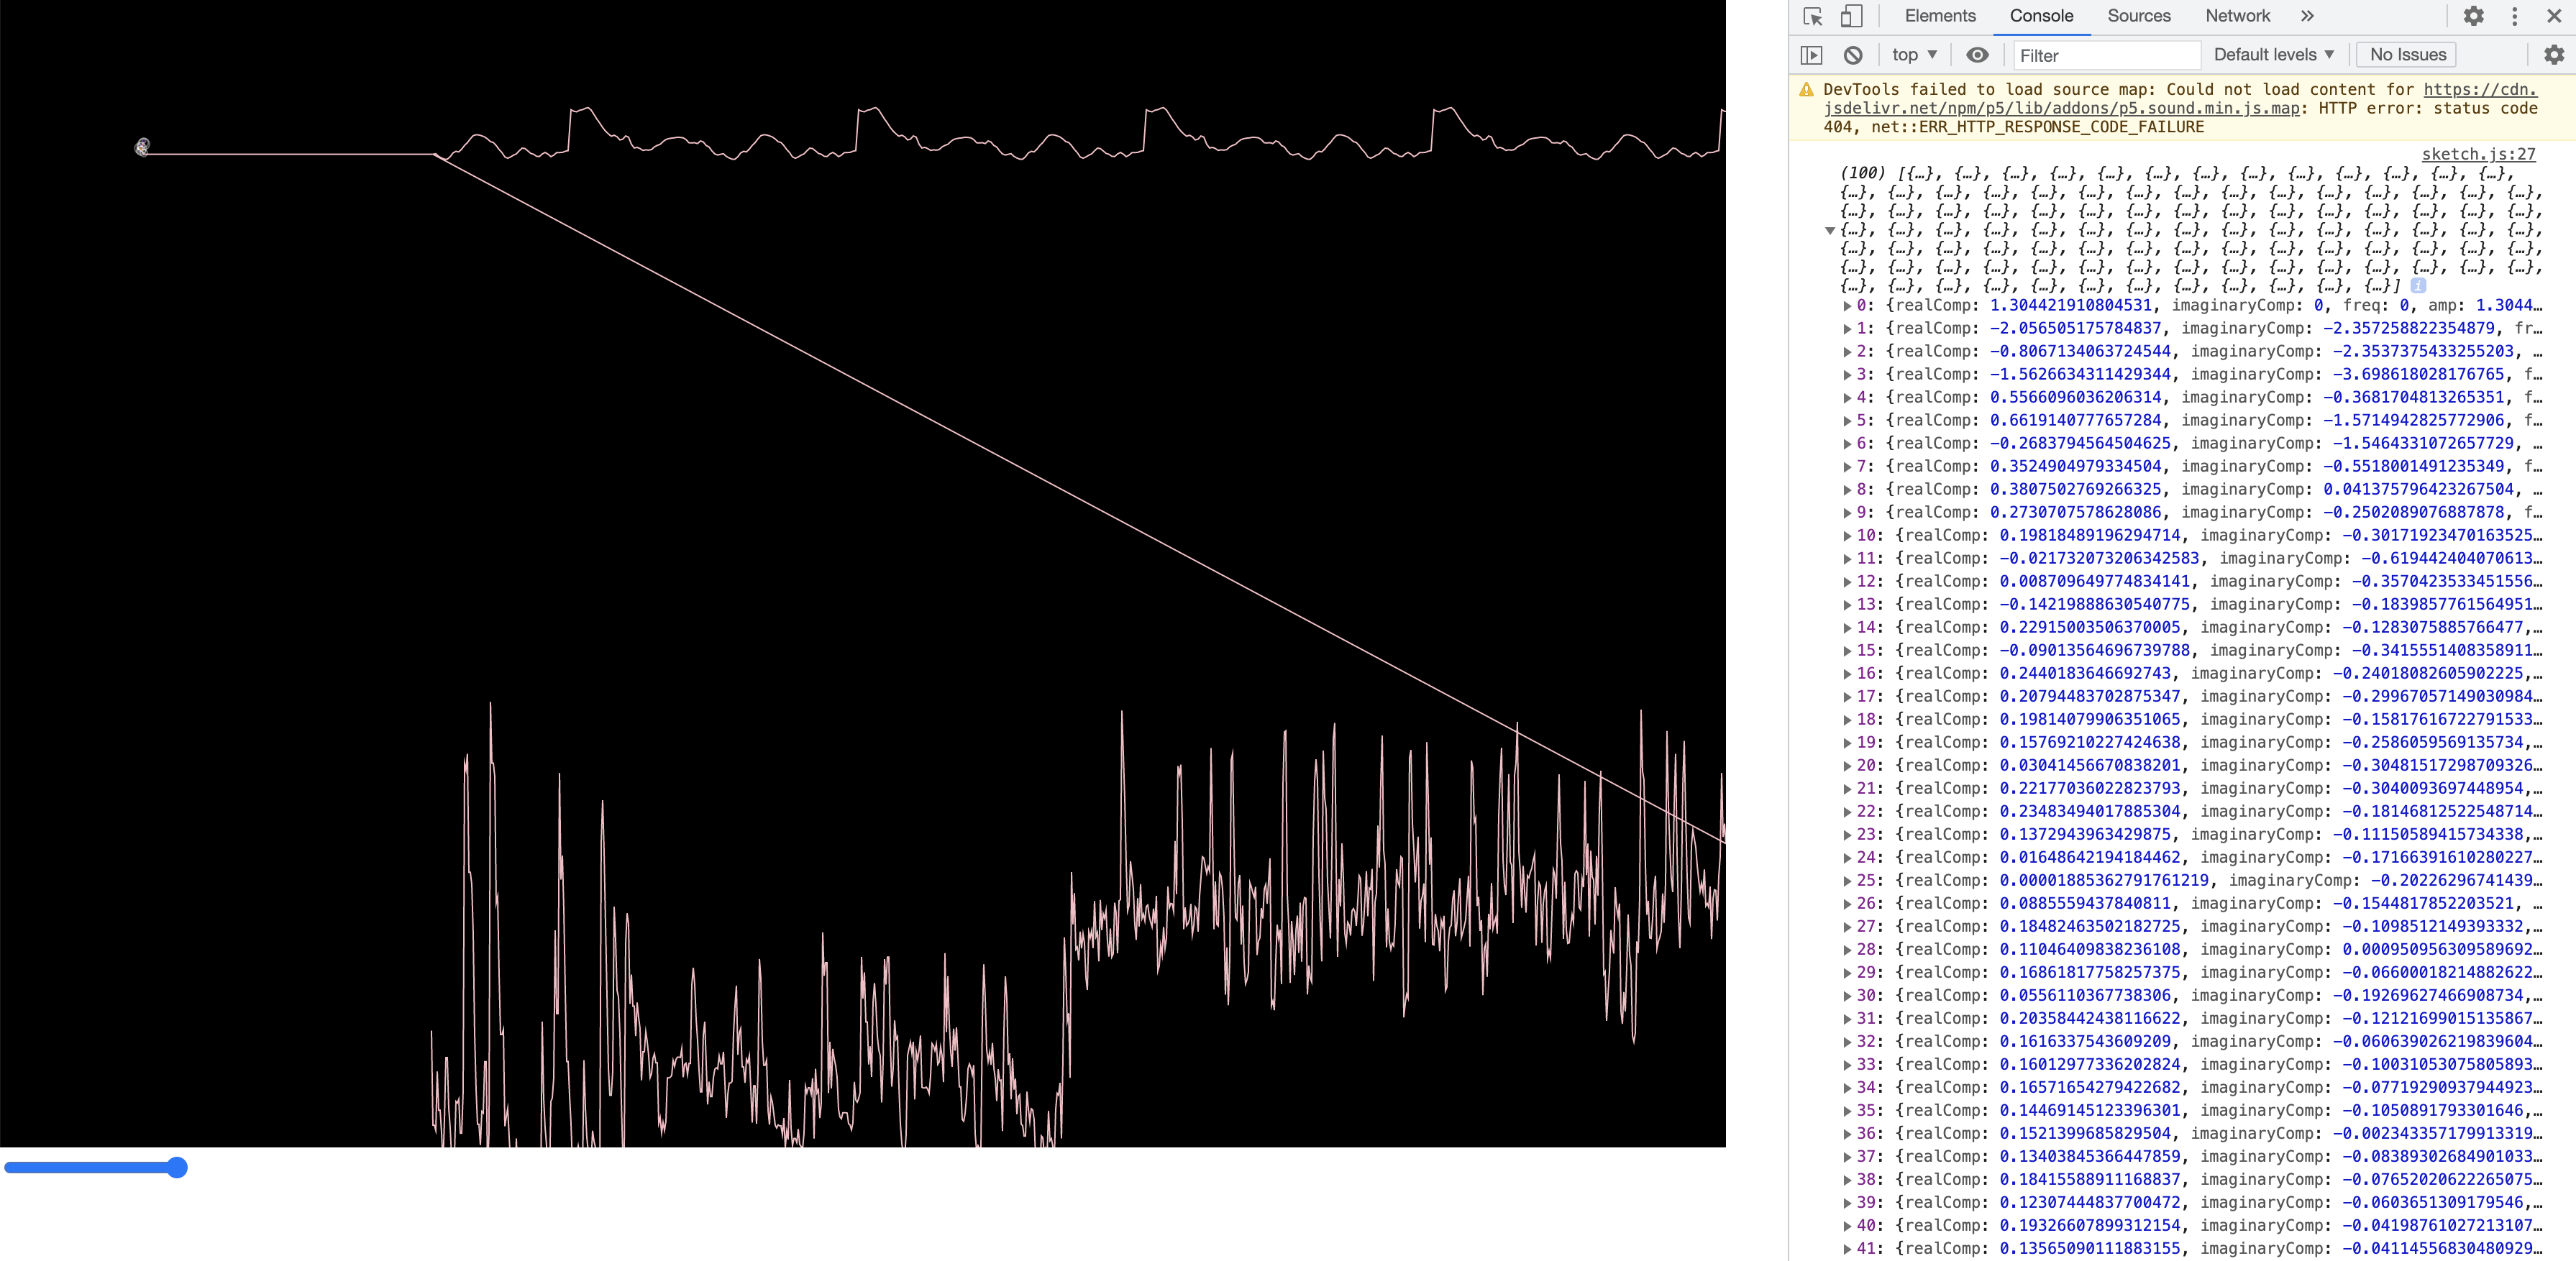 Elements Console Sources Network »
top ▼ Filter Default levels ▼ No Issues
DevTools failed to load source map: Could not load content for https://cdn.
jsdelivr.net/npm/p5/lib/addons/p5.sound.min.js.map: HTTP error: status code
404, net::ERR_HTTP_RESPONSE_CODE_FAILURE
sketch.js:27
(100) [{…}, {…}, {…}, {…}, {…}, {…}, {…}, {…}, {…}, {…}, {…}, {…}, {…},
{…}, {…}, {…}, {…}, {…}, {…}, {…}, {…}, {…}, {…}, {…}, {…}, {…}, {…}, {…},
{…}, {…}, {…}, {…}, {…}, {…}, {…}, {…}, {…}, {…}, {…}, {…}, {…}, {…}, {…},
{…}, {…}, {…}, {…}, {…}, {…}, {…}, {…}, {…}, {…}, {…}, {…}, {…}, {…}, {…},
{…}, {…}, {…}, {…}, {…}, {…}, {…}, {…}, {…}, {…}, {…}, {…}, {…}, {…}, {…},
{…}, {…}, {…}, {…}, {…}, {…}, {…}, {…}, {…}, {…}, {…}, {…}, {…}, {…}, {…},
{…}, {…}, {…}, {…}, {…}, {…}, {…}, {…}, {…}, {…}, {…}, {…}] i
0: {realComp: 1.304421910804531, imaginaryComp: 0, freq: 0, amp: 1.3044…
1: {realComp: -2.056505175784837, imaginaryComp: -2.357258822354879, fr…
2: {realComp: -0.8067134063724544, imaginaryComp: -2.3537375433255203, …
3: {realComp: -1.5626634311429344, imaginaryComp: -3.698618028176765, f…
4: {realComp: 0.5566096036206314, imaginaryComp: -0.3681704813265351, f…
5: {realComp: 0.6619140777657284, imaginaryComp: -1.5714942825772906, f…
6: {realComp: -0.2683794564504625, imaginaryComp: -1.5464331072657729, …
7: {realComp: 0.3524904979334504, imaginaryComp: -0.5518001491235349, f…
8: {realComp: 0.3807502769266325, imaginaryComp: 0.041375796423267504, …
9: {realComp: 0.2730707578628086, imaginaryComp: -0.2502089076887878, f…
10: {realComp: 0.19818489196294714, imaginaryComp: -0.30171923470163525…
11: {realComp: -0.021732073206342583, imaginaryComp: -0.619442404070613…
12: {realComp: 0.008709649774834141, imaginaryComp: -0.3570423533451556…
13: {realComp: -0.14219888630540775, imaginaryComp: -0.1839857761564951…
14: {realComp: 0.22915003506370005, imaginaryComp: -0.1283075885766477,…
15: {realComp: -0.09013564696739788, imaginaryComp: -0.3415551408358911…
16: {realComp: 0.2440183646692743, imaginaryComp: -0.24018082605902225,…
17: {realComp: 0.20794483702875347, imaginaryComp: -0.29967057149030984…
18: {realComp: 0.19814079906351065, imaginaryComp: -0.15817616722791533…
19: {realComp: 0.15769210227424638, imaginaryComp: -0.2586059569135734,…
20: {realComp: 0.03041456670838201, imaginaryComp: -0.30481517298709326…
21: {realComp: 0.22177036022823793, imaginaryComp: -0.3040093697448954,…
22: {realComp: 0.23483494017885304, imaginaryComp: -0.18146812522548714…
23: {realComp: 0.1372943963429875, imaginaryComp: -0.11150589415734338,…
24: {realComp: 0.01648642194184462, imaginaryComp: -0.17166391610280227…
25: {realComp: 0.00001885362791761219, imaginaryComp: -0.20226296741439…
26: {realComp: 0.0885559437840811, imaginaryComp: -0.1544817852203521, …
27: {realComp: 0.18482463502182725, imaginaryComp: -0.1098512149393332,…
28: {realComp: 0.11046409838236108, imaginaryComp: 0.000950956309589692…
29: {realComp: 0.16861817758257375, imaginaryComp: -0.06600018214882622…
30: {realComp: 0.0556110367738306, imaginaryComp: -0.19269627466908734,…
31: {realComp: 0.20358442438116622, imaginaryComp: -0.12121699015135867…
32: {realComp: 0.1616337543609209, imaginaryComp: -0.060639026219839604…
33: {realComp: 0.16012977336202824, imaginaryComp: -0.10031053075805893…
34: {realComp: 0.16571654279422682, imaginaryComp: -0.07719290937944923…
35: {realComp: 0.14469145123396301, imaginaryComp: -0.1050891793301646,…
36: {realComp: 0.1521399685829504, imaginaryComp: -0.002343357179913319…
37: {realComp: 0.13403845366447859, imaginaryComp: -0.08389302684901033…
38: {realComp: 0.18415588911168837, imaginaryComp: -0.07652020622265075…
39: {realComp: 0.12307444837700472, imaginaryComp: -0.0603651309179546,…
40: {realComp: 0.19326607899312154, imaginaryComp: -0.04198761027213107…
41: {realComp: 0.13565090111883155, imaginaryComp: -0.04114556830480929…